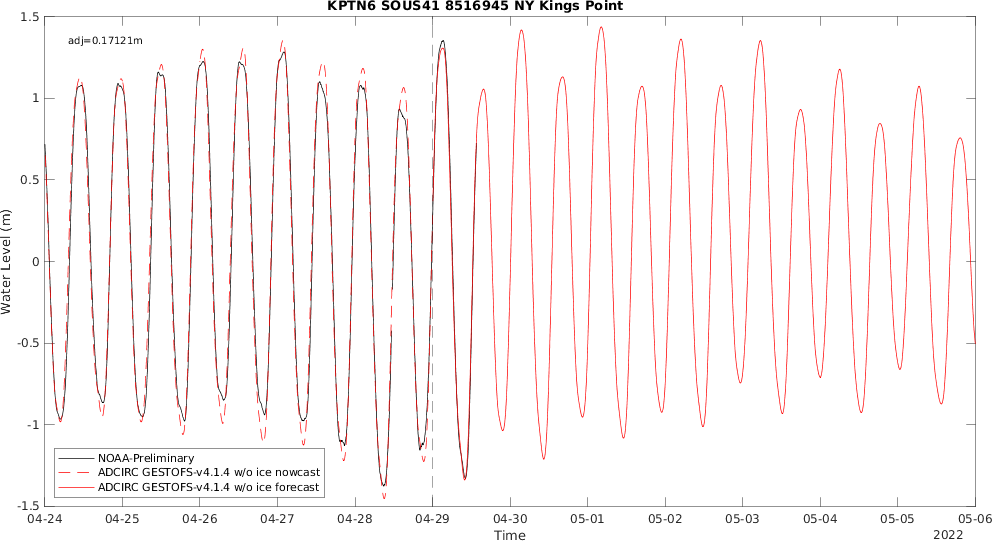 KPTN6 SOUS41 8516945 NY Kings Point
adj=0.17121m
Water Level (m)
1.5
1
0.5
0
-0.5
-1
-1.5
NOAA-Preliminary
ADCIRC GESTOFS-v4.1.4 w/o ice nowcast
ADCIRC GESTOFS-v4.1.4 w/o ice forecast
04-24 04-25 04-26 04-27 04-28 04-29 04-30 05-01 05-02 05-03 05-04 05-05 05-06
Time
2022